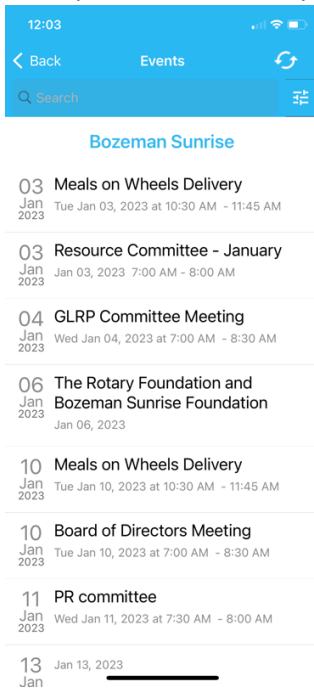 12:03
Back
Events
Search
Bozeman Sunrise
03
Jan
2023
Meals on Wheels Delivery
Tue Jan 03, 2023 at 10:30 AM - 11:45 AM
03
Jan
2023
Resource Committee - January
Jan 03, 2023 7:00 AM - 8:00 AM
04
Jan
2023
GLRP Committee Meeting
Wed Jan 04, 2023 at 7:00 AM - 8:30 AM
06
Jan
2023
The Rotary Foundation and
Bozeman Sunrise Foundation
Jan 06, 2023
10
Jan
2023
Meals on Wheels Delivery
Tue Jan 10, 2023 at 10:30 AM - 11:45 AM
10
Jan
2023
Board of Directors Meeting
Tue Jan 10, 2023 at 7:00 AM - 8:30 AM
11
Jan
2023
PR committee
Wed Jan 11, 2023 at 7:30 AM - 8:00 AM
13
Jan
Jan 13, 2023